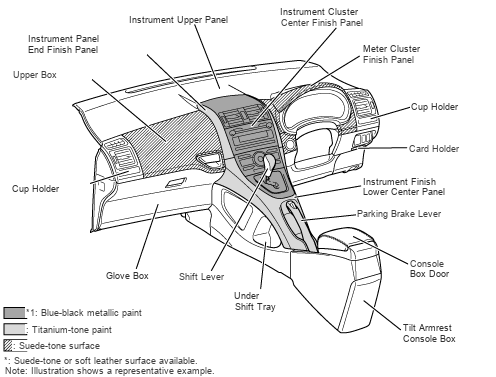 Instrument Upper Panel
Instrument Cluster
Center Finish Panel
Instrument Panel
End Finish Panel
Meter Cluster
Finish Panel
Upper Box
Cup Holder
Card Holder
Cup Holder
Instrument Finish
Lower Center Panel
Parking Brake Lever
Glove Box
Shift Lever
Console
Box Door
Under
Shift Tray
*1: Blue-black metallic paint
: Titanium-tone paint
: Suede-tone surface
Tilt Armrest
Console Box
*: Suede-tone or soft leather surface available.
Note: Illustration shows a representative example.